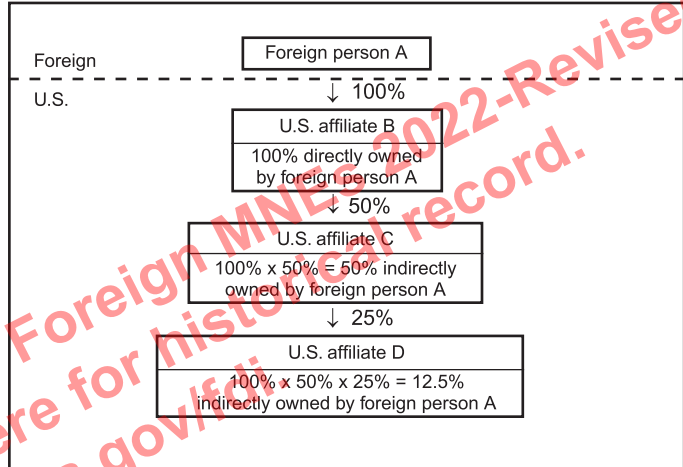 Foreign person A
Foreign
U.S.
↓ 100%
U.S. affiliate B
100% directly owned
by foreign person A
↓ 50%
U.S. affiliate C
100% x 50% = 50% indirectly
owned by foreign person A
↓ 25%
U.S. affiliate D
100% x 50% x 25% = 12.5%
indirectly owned by foreign person A
Foreign MNEs 2022-Revised
ere for historical record.
gov/fdi.